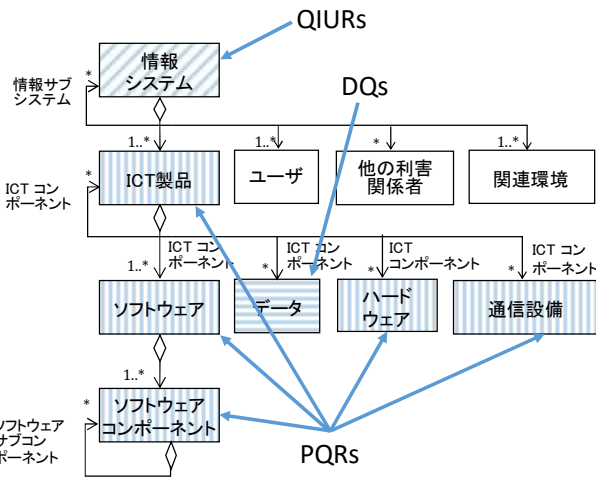 QIURs
情報
システム
*
情報サブ
システム
DQs
1..*
1..*
*
1..*
ICT製品
ユーザ
他の利害
関係者
関連環境
*
ICT コン
ポーネント
ICT コン
ポーネント
ICT コン
ポーネント
ICT
コンポーネント
ICT コン
ポーネント
1..*
*
*
*
ソフトウェア
データ
ハード
ウェア
通信設備
1..*
*
ソフトウェア
コンポーネント
ソフトウェア
サブコン
ポーネント
PQRs